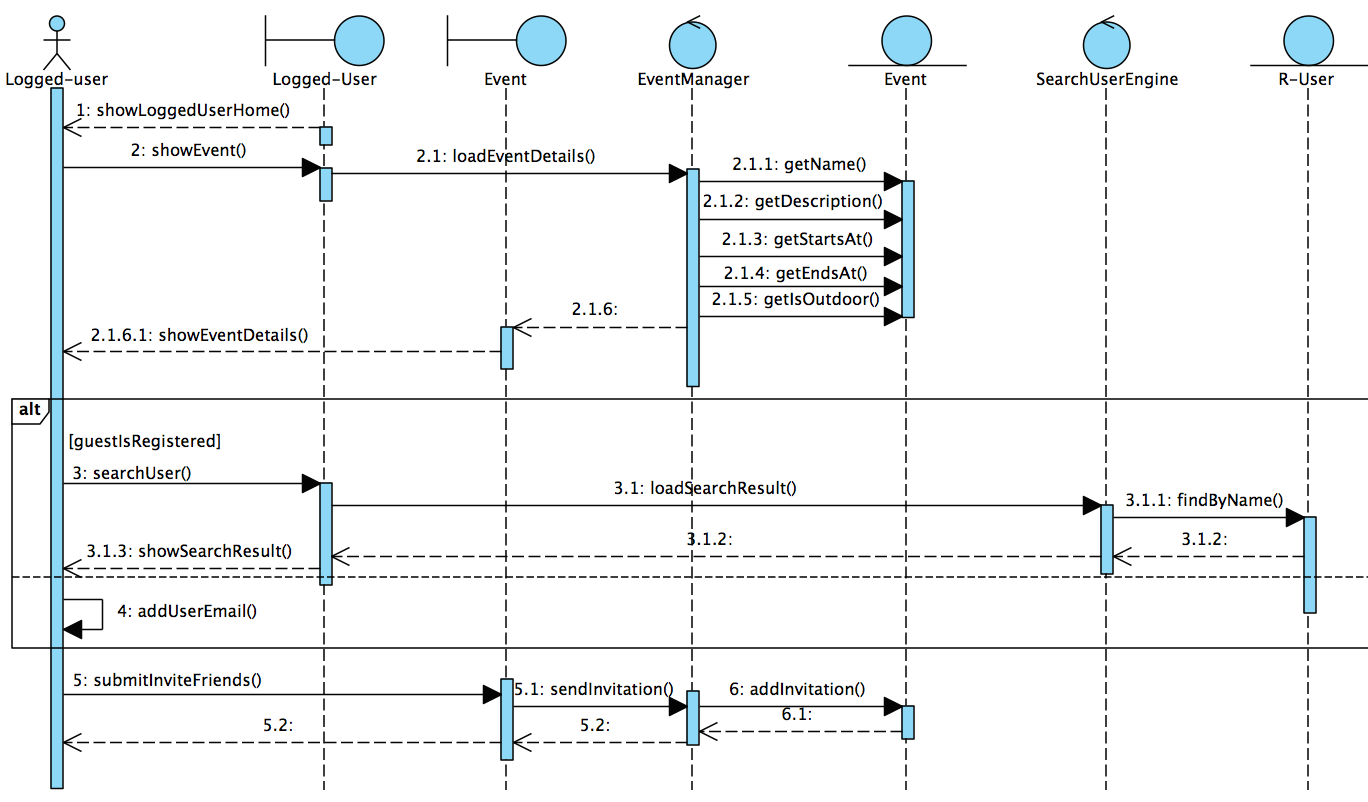 Logged-user
Logged-User
Event
EventManager
Event
SearchUserEngine
R-User
1: showLoggedUserHome()
2: showEvent()
2.1: loadEventDetails()
2.1.1: getName()
2.1.2: getDescription()
2.1.3: getStartsAt()
2.1.4: getEndsAt()
2.1.5: getIsOutdoor()
2.1.6:
2.1.6.1: showEventDetails()
alt
[guestIsRegistered]
3: searchUser()
3.1: loadSearchResult()
3.1.1: findByName()
3.1.2:
3.1.2:
3.1.3: showSearchResult()
4: addUserEmail()
5: submitInviteFriends()
5.1: sendInvitation()
6: addInvitation()
6.1:
5.2:
5.2: